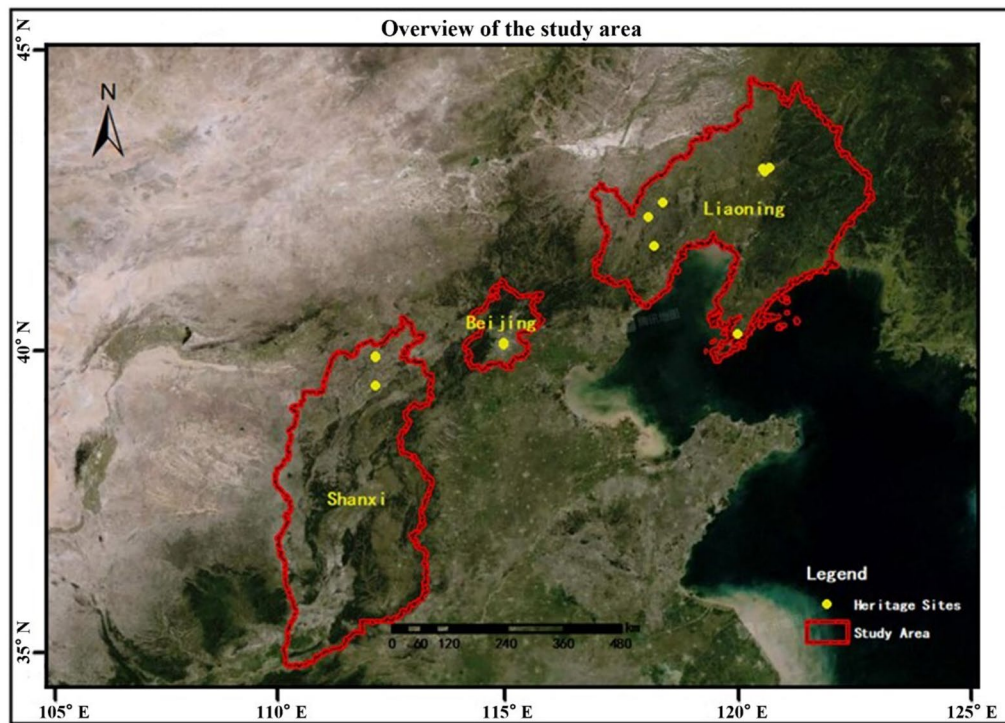 Overview of the study area
45° N
N
Liaoning
Beijing
40° N
Shanxi
Legend
Heritage Sites
Study Area
km
0 60 120 240 360 480
35° N
105° E 110° E 115° E 120° E 125° E